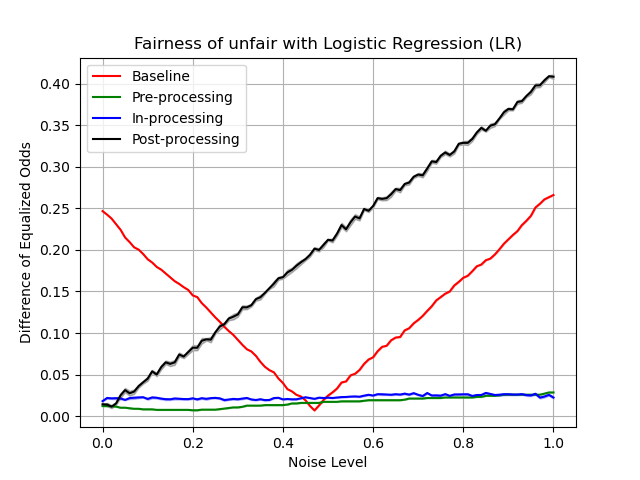 Fairness of unfair with Logistic Regression (LR)
Baseline
Pre-processing
In-processing
Post-processing
Difference of Equalized Odds
0.40
0.35
0.30
0.25
0.20
0.15
0.10
0.05
0.00
0.0 0.2 0.4 0.6 0.8 1.0
Noise Level